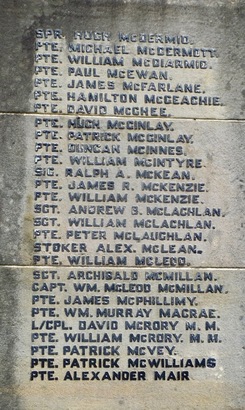 SPR. HUGH McDERMID.
PTE. MICHAEL McDERMOTT.
PTE. WILLIAM McDIARMID.
PTE. PAUL McEWAN.
PTE. JAMES McFARLANE.
PTE. HAMILTON McGEACHIE.
PTE. DAVID McGHEE.
PTE. HUGH McGINLAY.
PTE. PATRICK McGINLAY.
PTE. DUNCAN McINNES.
PTE. WILLIAM McINTYRE.
SIG. RALPH A. McKEAN.
PTE. JAMES R. McKENZIE.
PTE. WILLIAM McKENZIE.
SGT. ANDREW B. McLACHLAN.
SGT. WILLIAM McLACHLAN.
PTE. PETER McLAUGHLAN.
STOKER ALEX. McLEAN.
PTE. WILLIAM McLEOD.
SGT. ARCHIBALD McMILLAN.
CAPT. WM. McLEOD McMILLAN.
PTE. JAMES McPHILLIMY.
PTE. WM. MURRAY MACRAE.
L/CPL. DAVID McRORY M. M.
PTE. WILLIAM McRORY. M. M.
PTE. PATRICK McVEY.
PTE. PATRICK McWILLIAMS
PTE. ALEXANDER MAIR